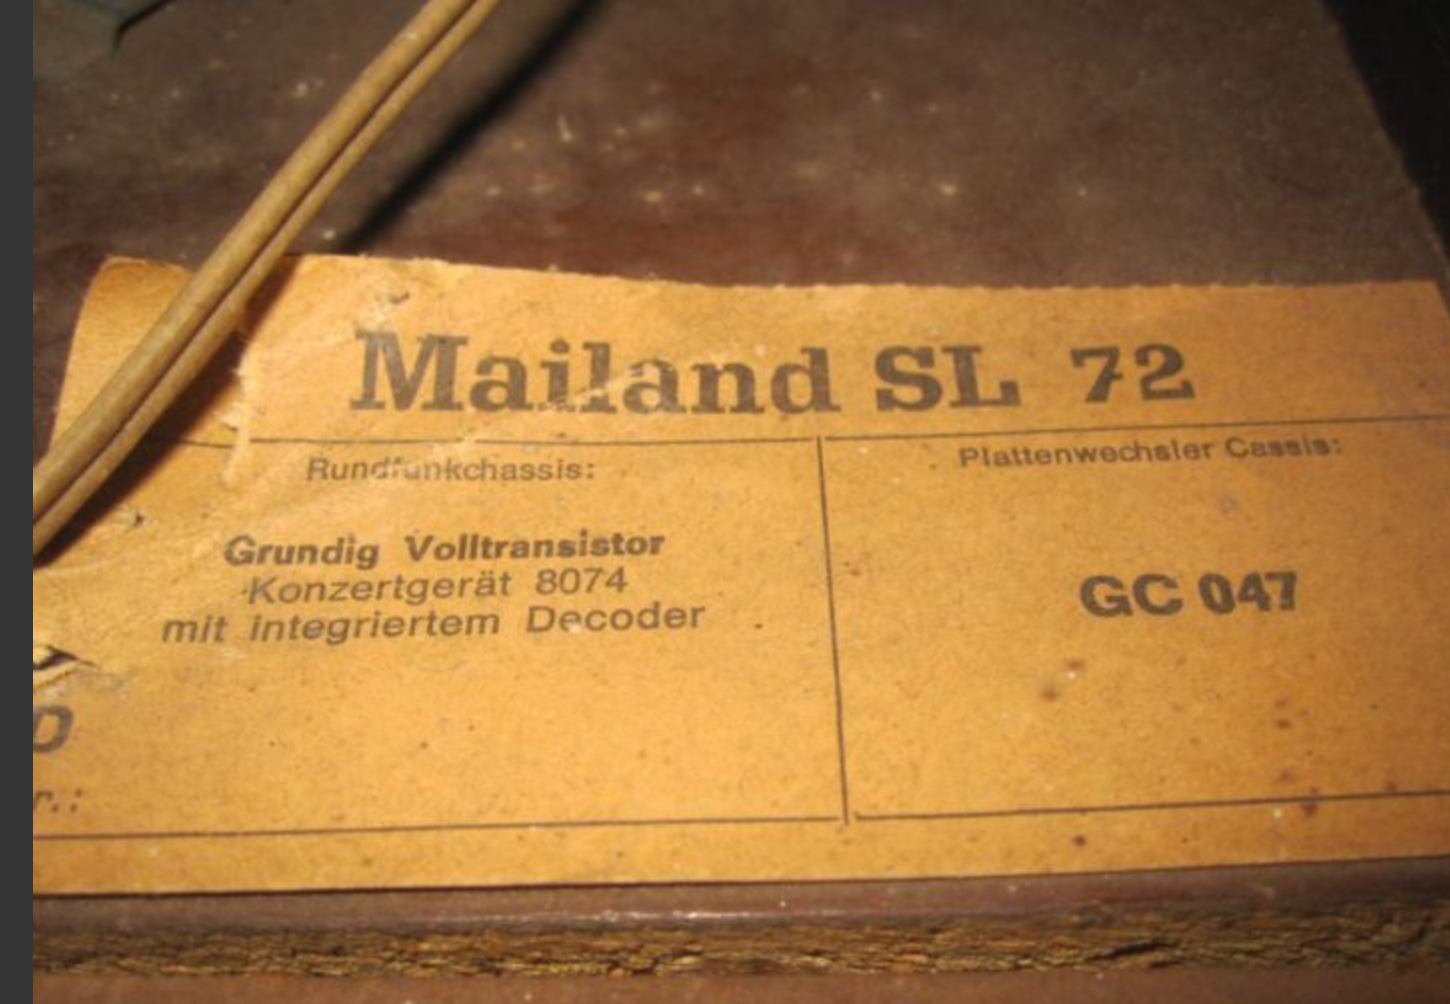 Mailand SL 72
Rundfunkchassis:
Grundig Volltransistor
Konzertgerät 8074
mit integriertem Decoder
Plattenwechsler Cassis:
GC 047